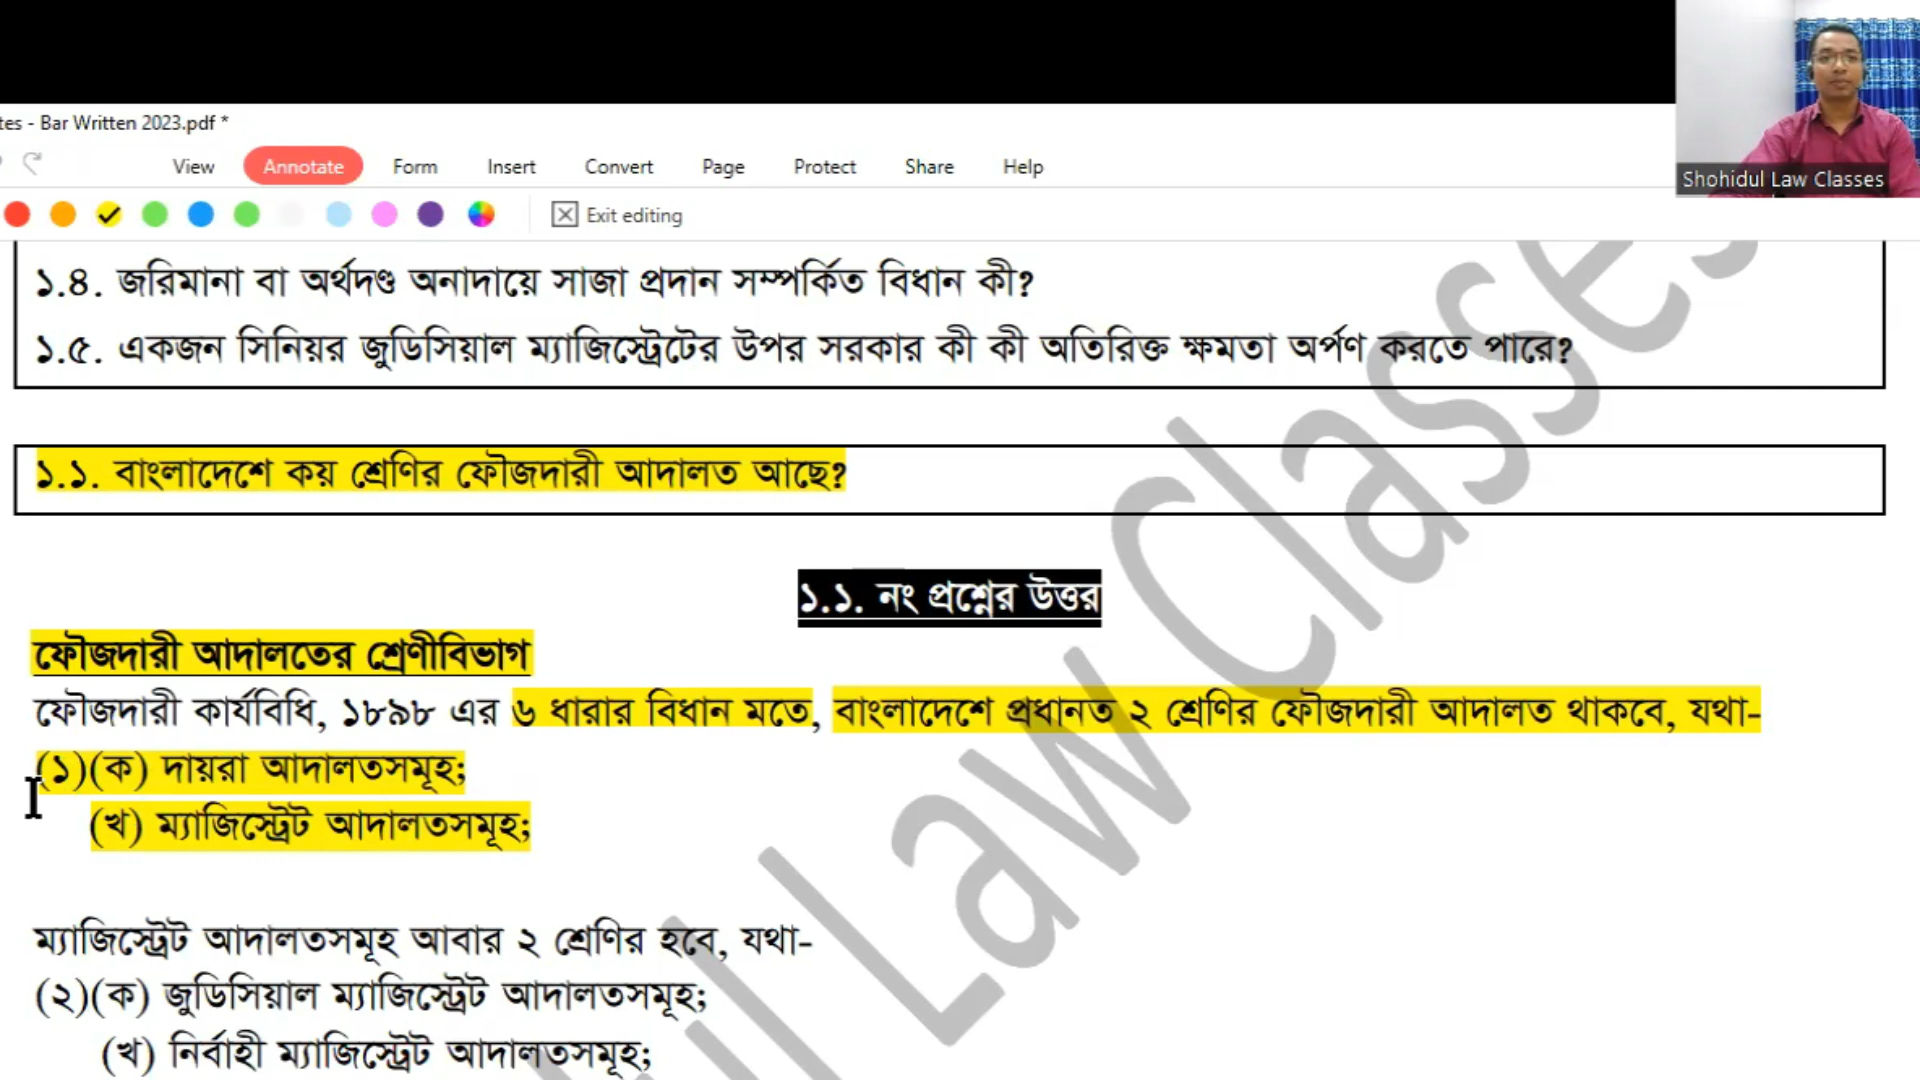 tes - Bar Written 2023.pdf *
View Annotate Form Insert Convert Page Protect Share Help
Exit editing
Shohidul Law Classes
১.৪. জরিমানা বা অর্থদণ্ড অনাদায়ে সাজা প্রদান সম্পর্কিত বিধান কী?
১.৫. একজন সিনিয়র জুডিসিয়াল ম্যাজিস্ট্রেটের উপর সরকার কী কী অতিরিক্ত ক্ষমতা অর্পণ করতে পারে?
১.১. বাংলাদেশে কয় শ্রেণির ফৌজদারী আদালত আছে?
১.১. নং প্রশ্নের উত্তর
ফৌজদারী আদালতের শ্রেণীবিভাগ
ফৌজদারী কার্যবিধি, ১৮৯৮ এর ৬ ধারার বিধান মতে, বাংলাদেশে প্রধানত ২ শ্রেণির ফৌজদারী আদালত থাকবে, যথা-
(১)(ক) দায়রা আদালতসমূহ;
(খ) ম্যাজিস্ট্রেট আদালতসমূহ;
ম্যাজিস্ট্রেট আদালতসমূহ আবার ২ শ্রেণির হবে, যথা-
(২)(ক) জুডিসিয়াল ম্যাজিস্ট্রেট আদালতসমূহ;
(খ) নির্বাহী ম্যাজিস্ট্রেট আদালতসমূহ;
Law Classes